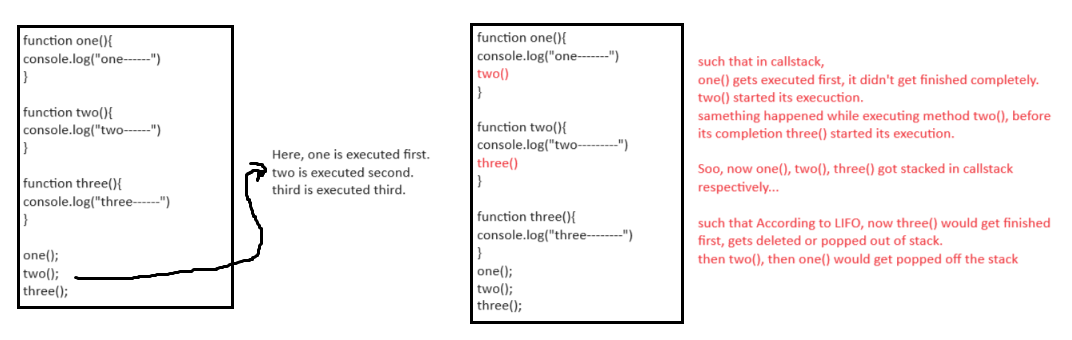 function one(){
console.log("one------")
}
function two(){
console.log("two------")
}
function three(){
console.log("three------")
}
one();
two();
three();
Here, one is executed first.
two is executed second.
third is executed third.
function one(){
console.log("one-------")
two()
}
function two(){
console.log("two---------")
three()
}
function three(){
console.log("three--------")
}
one();
two();
three();
such that in callstack,
one() gets executed first, it didn't get finished completely.
two() started its excecution.
samething happened while executing method two(), before
its completion three() started its execution.
Soo, now one(), two(), three() got stacked in callstack
respectively...
such that According to LIFO, now three() would get finished
first, gets deleted or popped out of stack.
then two(), then one() would get popped off the stack